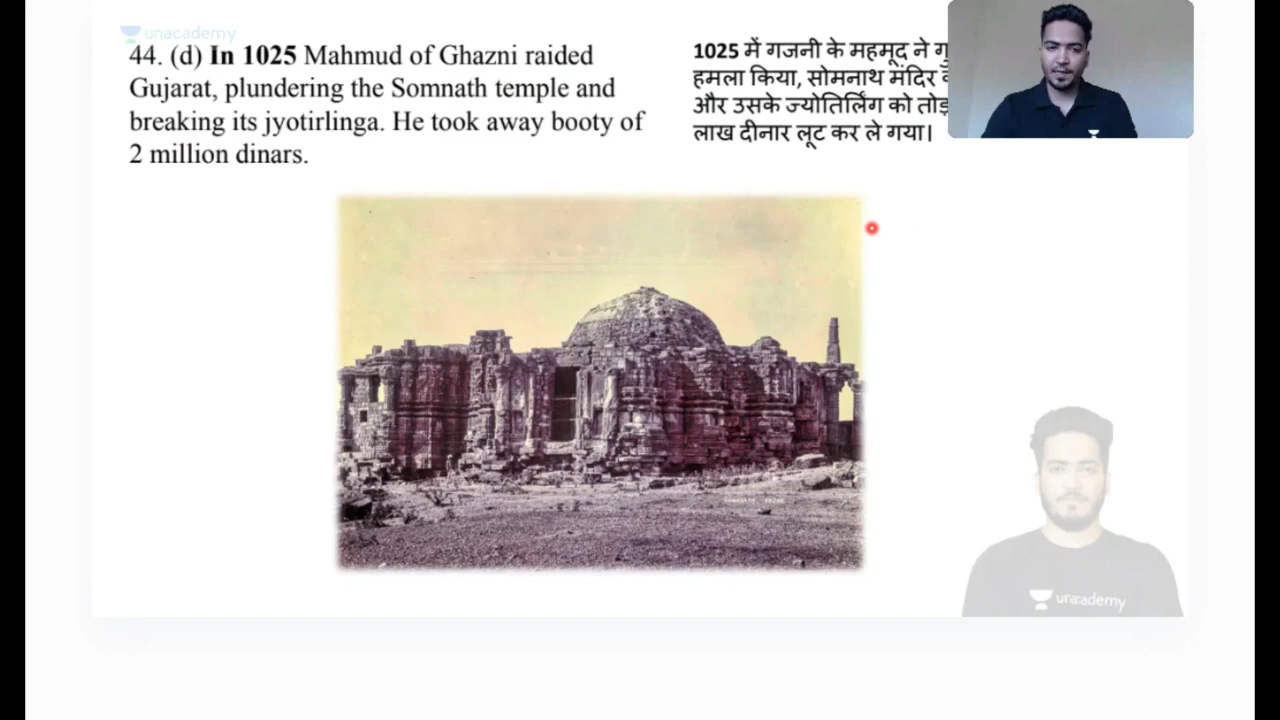 unacademy
44. (d) In 1025 Mahmud of Ghazni raided
Gujarat, plundering the Somnath temple and
breaking its jyotirlinga. He took away booty of
2 million dinars.
1025 में गजनी के महमूद ने
हमला किया, सोमनाथ मंदिर
और उसके ज्योतिर्लिंग को
लाख दीनार लूट कर ले गया।
unacademy